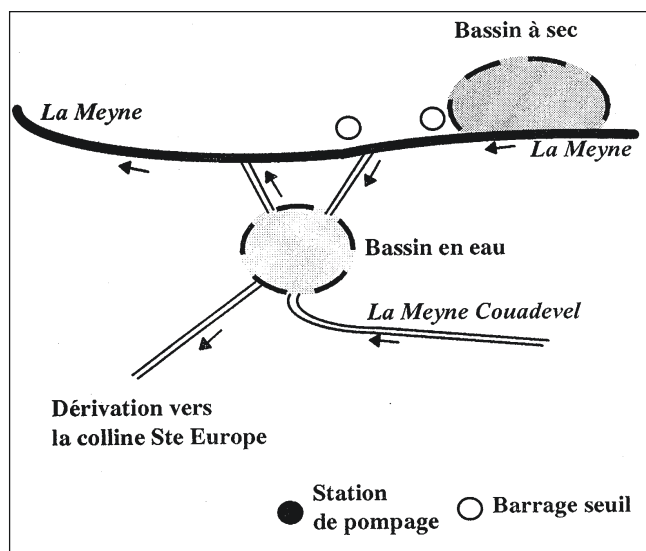 Bassin à sec
La Meyne
La Meyne
Bassin en eau
La Meyne Couadevel
Dérivation vers
la colline Ste Europe
Station
de pompage
Barrage seuil